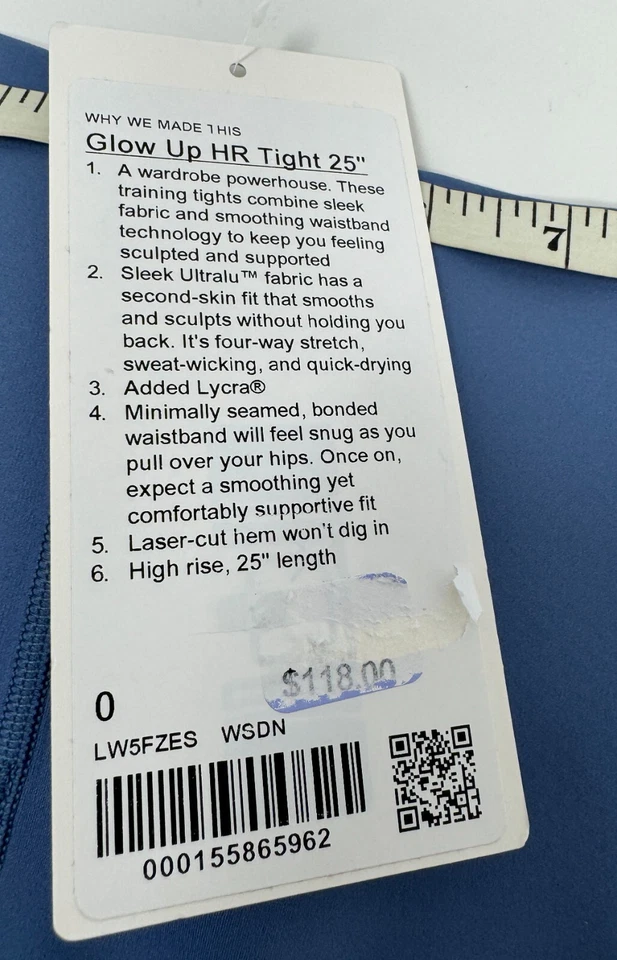 WHY WE MADE THIS
Glow Up HR Tight 25"
1. A wardrobe powerhouse. These
training tights combine sleek
fabric and smoothing waistband
technology to keep you feeling
sculpted and supported
2. Sleek Ultralu™ fabric has a
second-skin fit that smooths
and sculpts without holding you
back. It's four-way stretch,
sweat-wicking, and quick-drying
3. Added Lycra®
4. Minimally seamed, bonded
waistband will feel snug as you
pull over your hips. Once on,
expect a smoothing yet
comfortably supportive fit
5. Laser-cut hem won't dig in
6. High rise, 25" length
$118.00
0
LW5FZES WSDN
000155865962
7